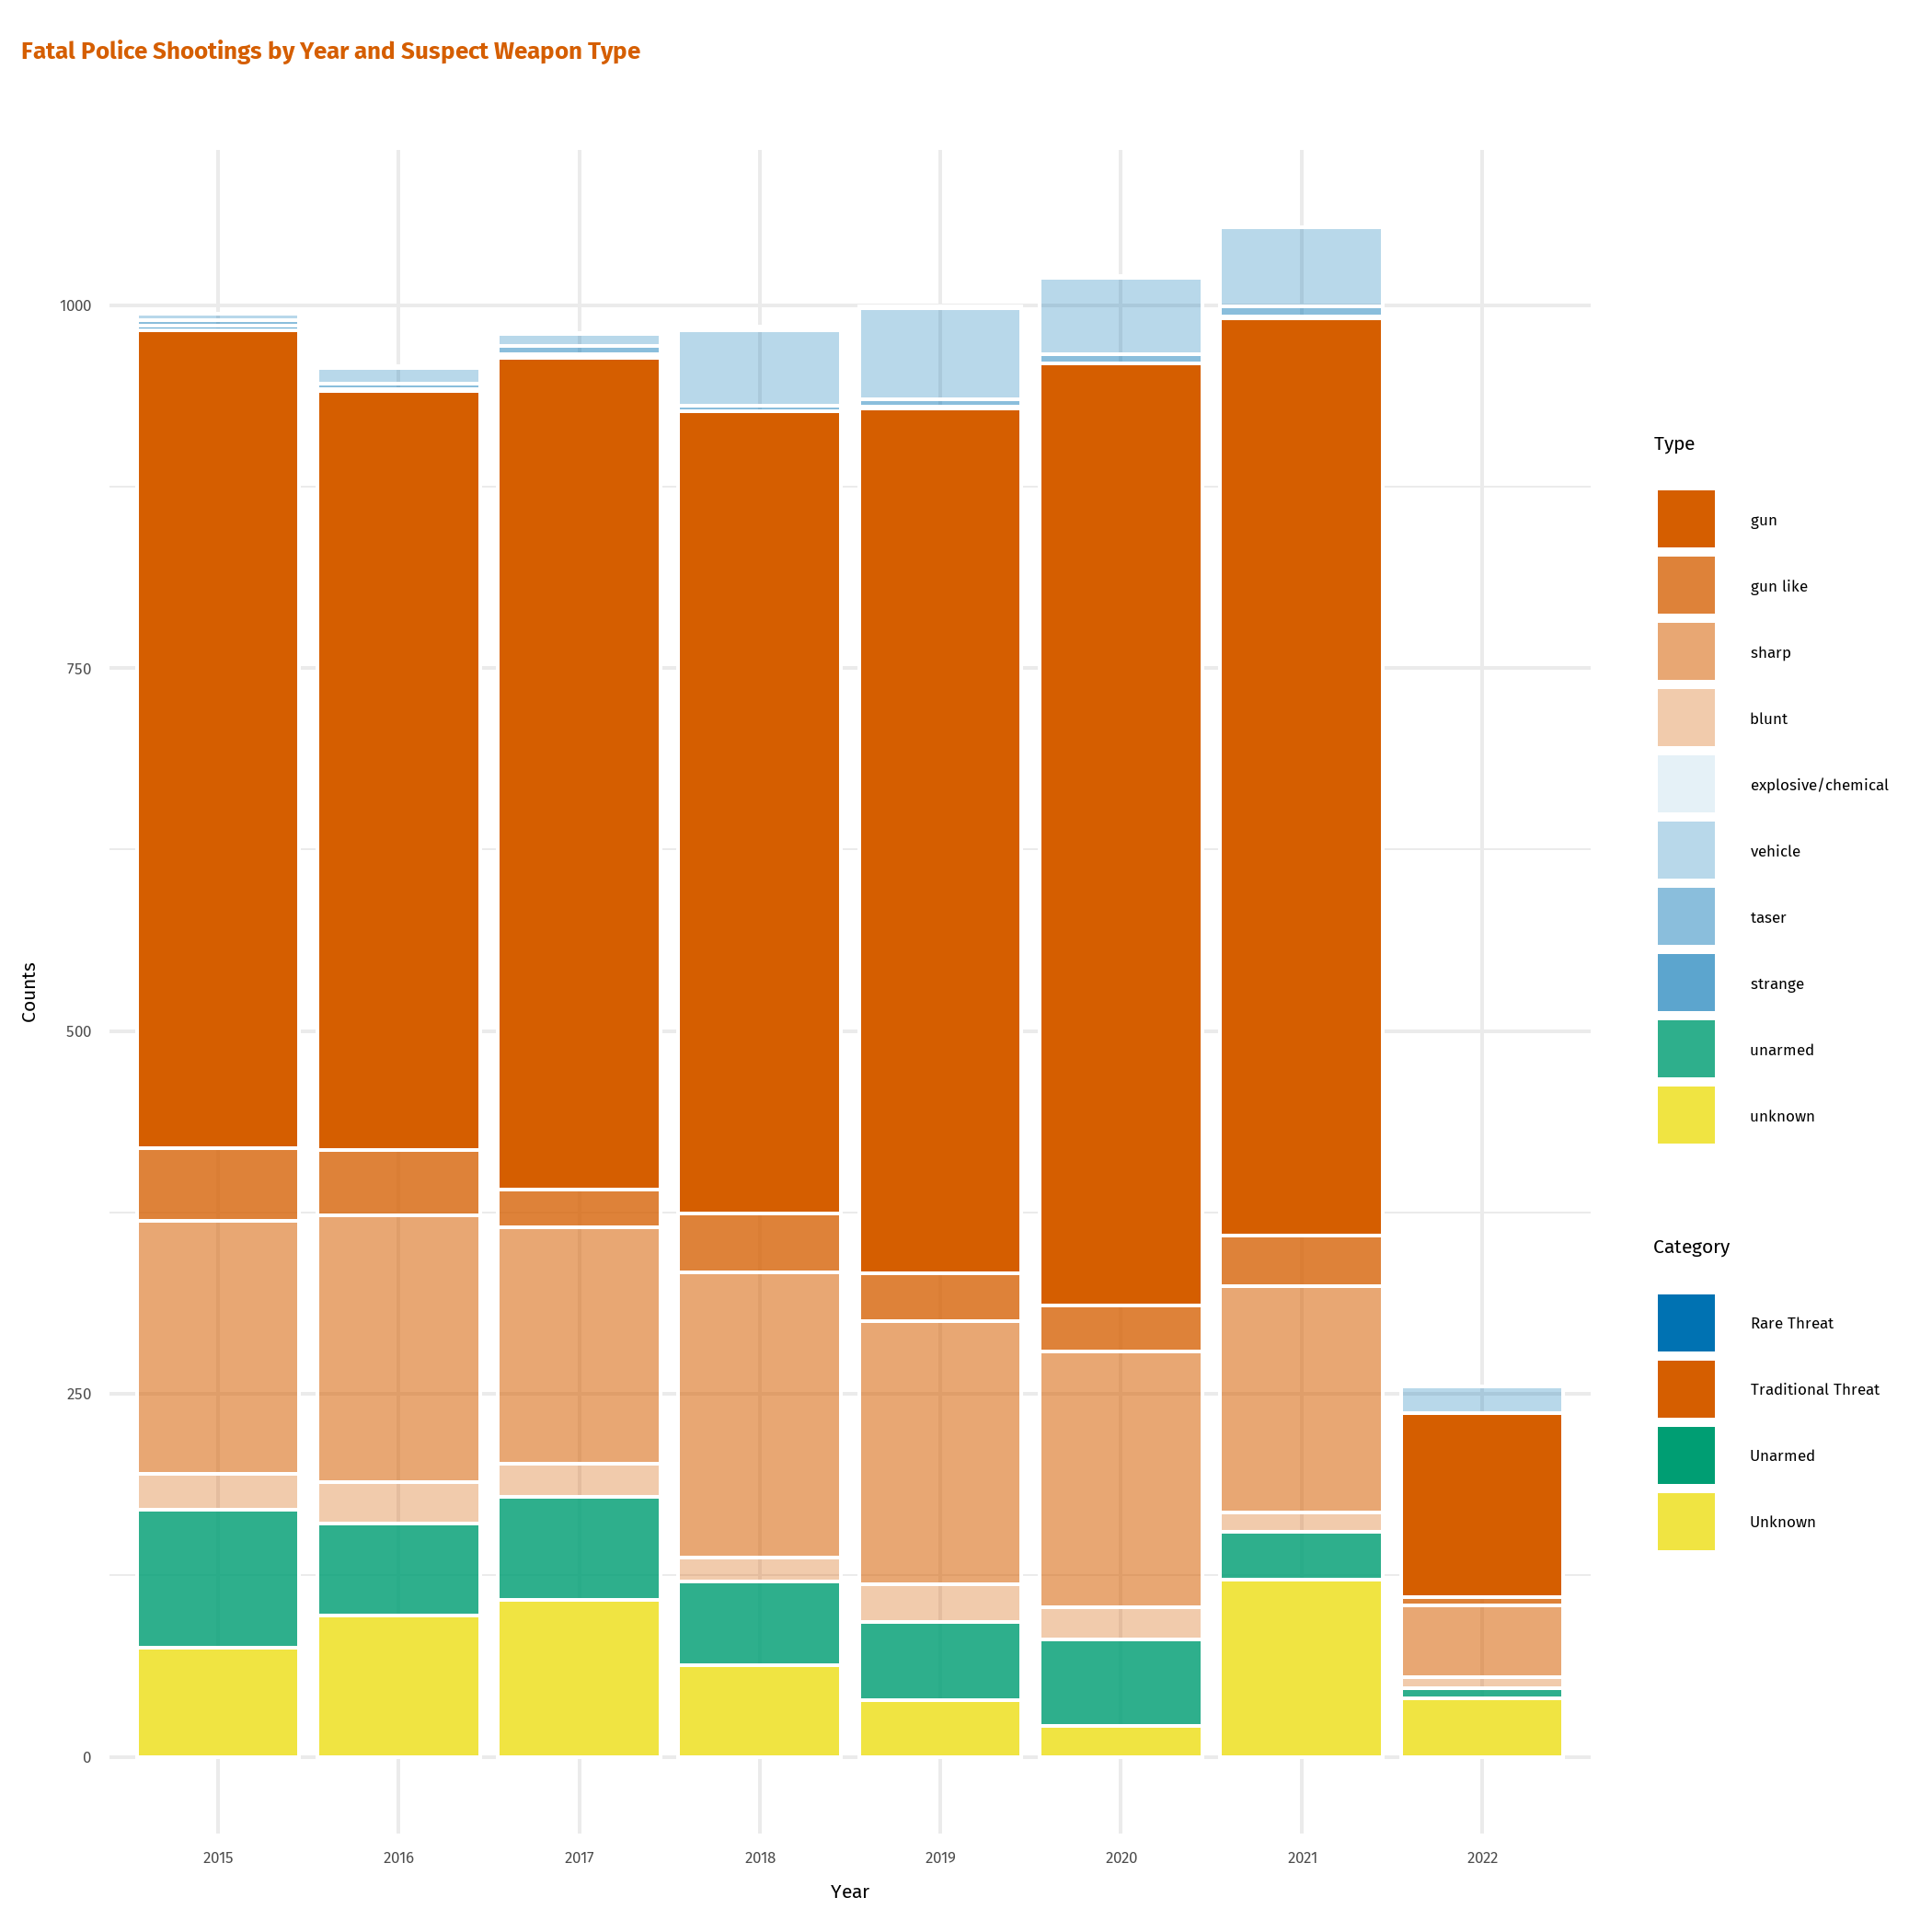 Fatal Police Shootings by Year and Suspect Weapon Type
1000
750
500
250
0
Counts
2015
2016
2017
2018
2019
2020
2021
2022
Year
Type
gun
gun like
sharp
blunt
explosive/chemical
vehicle
taser
strange
unarmed
unknown
Category
Rare Threat
Traditional Threat
Unarmed
Unknown